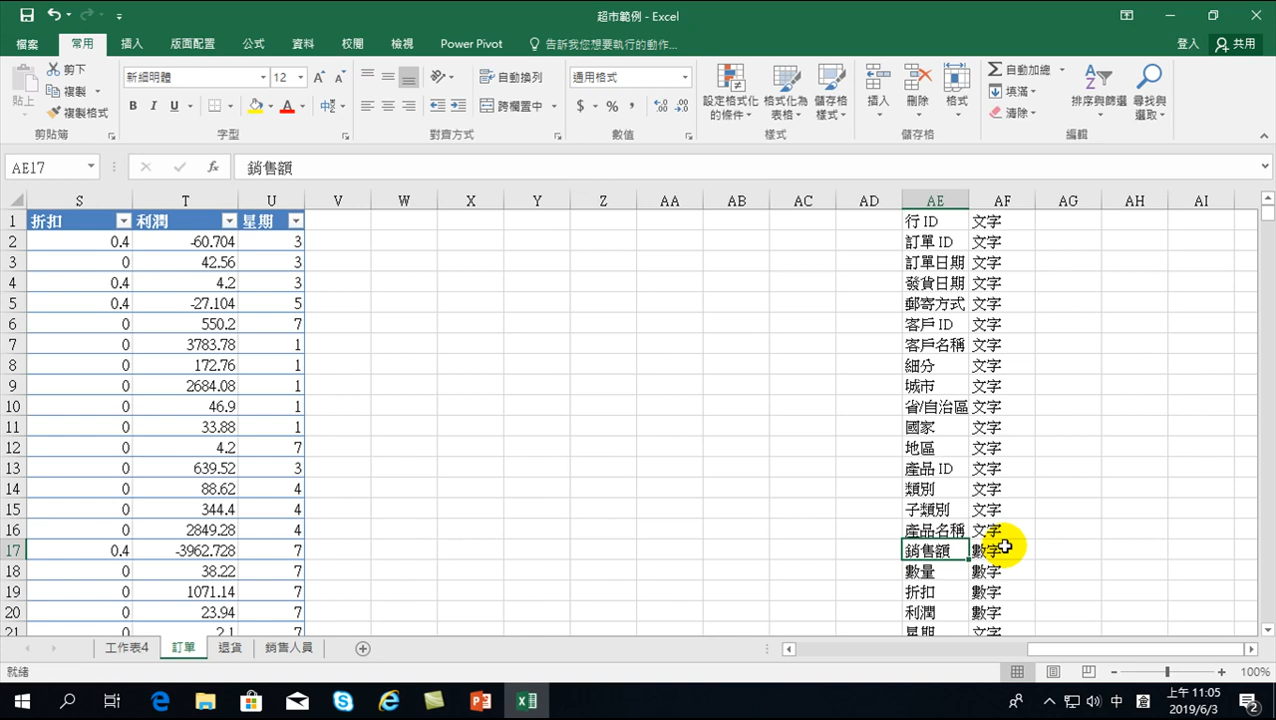 超市範例 - Excel
檔案 常用 插入 版面配置 公式 資料 校閱 檢視 Power Pivot 告訴我您想要執行的動作... 登入 共用
貼上 剪下 複製 複製格式 剪貼簿
新細明體 12 B I U A 中 字型
自動換列 跨欄置中 對齊方式
通用格式 $ % , 數值
設定格式化的條件 格式化為表格 儲存格樣式 樣式
插入 刪除 格式 儲存格
自動加總 填滿 清除 排序與篩選 尋找與選取 編輯
AE17 fx 銷售額
S T U V W X Y Z AA AB AC AD AE AF AG AH AI
1 折扣 利潤 星期 行 ID 文字
2 0.4 -60.704 3 訂單 ID 文字
3 0 42.56 3 訂單日期 文字
4 0.4 4.2 3 發貨日期 文字
5 0.4 -27.104 5 郵寄方式 文字
6 0 550.2 7 客戶 ID 文字
7 0 3783.78 1 客戶名稱 文字
8 0 172.76 1 細分 文字
9 0 2684.08 1 城市 文字
10 0 46.9 1 省/自治區 文字
11 0 33.88 1 國家 文字
12 0 4.2 7 地區 文字
13 0 639.52 3 產品 ID 文字
14 0 88.62 4 類別 文字
15 0 344.4 4 子類別 文字
16 0 2849.28 4 產品名稱 文字
17 0.4 -3962.728 7 銷售額 數字
18 0 38.22 7 數量 數字
19 0 1071.14 7 折扣 數字
20 0 23.94 7 利潤 數字
21 0 2.1 7 星期 文字
工作表4 訂單 退貨 銷售人員
就緒 100%
中 上午 11:05
2019/6/3 2